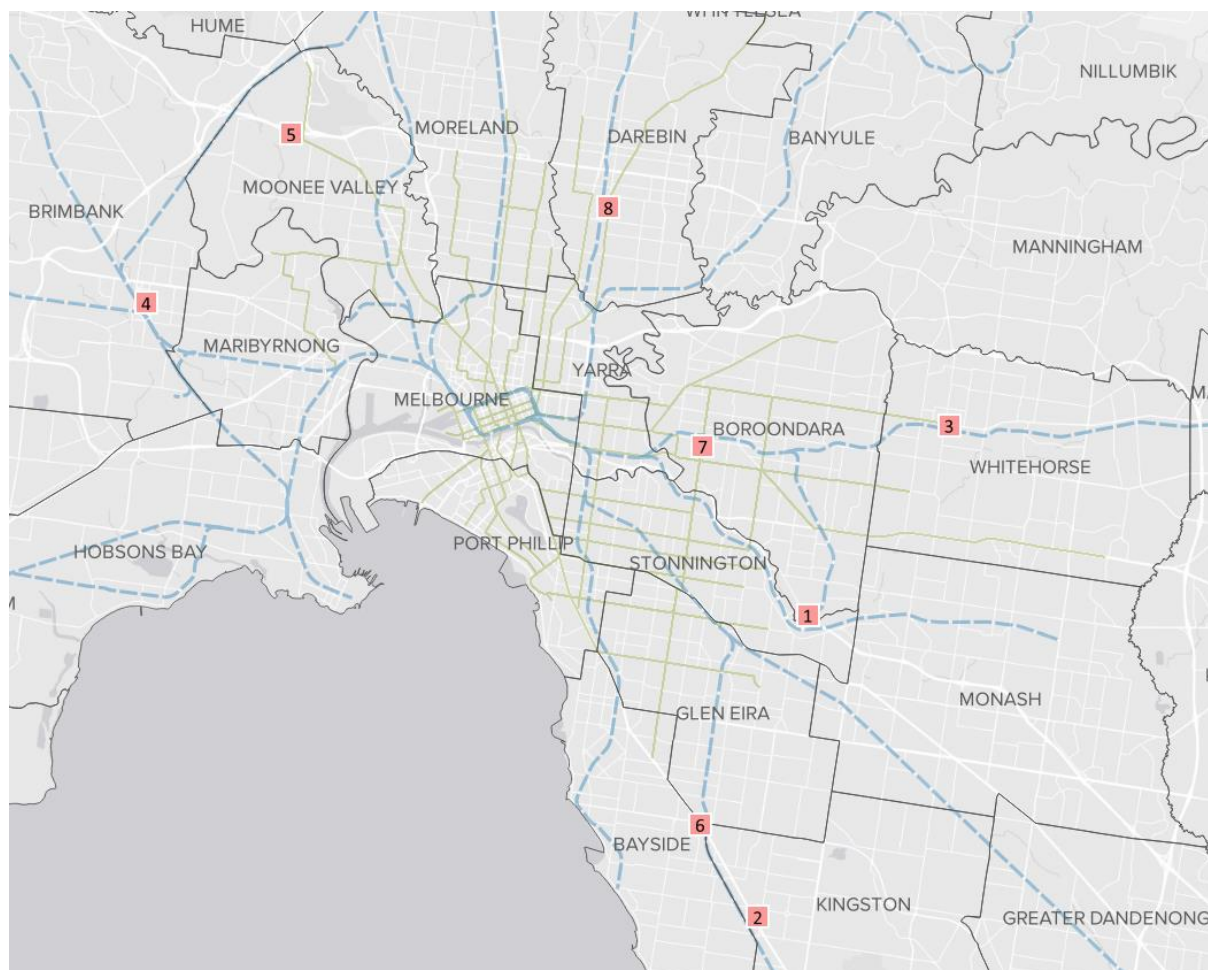 HUME
WHITTLESEA
NILLUMBIK
5
MORELAND
DAREBIN
BANYULE
MOONEE VALLEY
BRIMBANK
8
MANNINGHAM
4
MARIBYRNONG
YARRA
MELBOURNE
3
BOROONDARA
7
WHITEHORSE
HOBSONS BAY
PORT PHILLIP
STONNINGTON
1
MONASH
GLEN EIRA
6
BAYSIDE
KINGSTON
2
GREATER DANDENONG